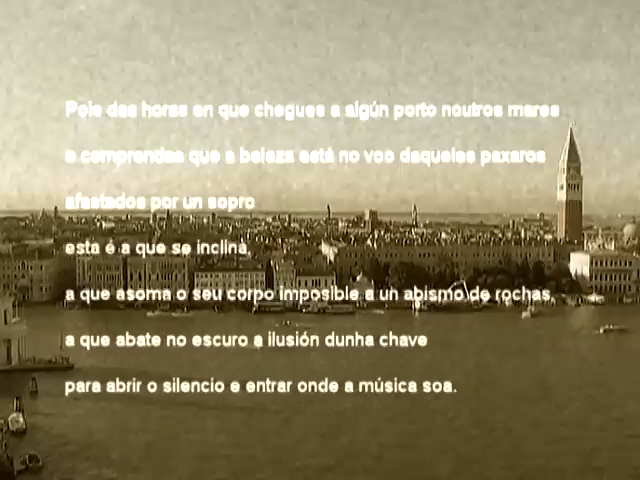 Pele das horas en que chegues a algún porto noutros mares
e comprendas que a beleza está no voo daqueles paxaros
afastados por un sopro
esta é a que se inclina,
a que asoma o seu corpo imposible a un abismo de rochas,
a que abate no escuro a ilusión dunha chave
para abrir o silencio e entrar onde a música soa.